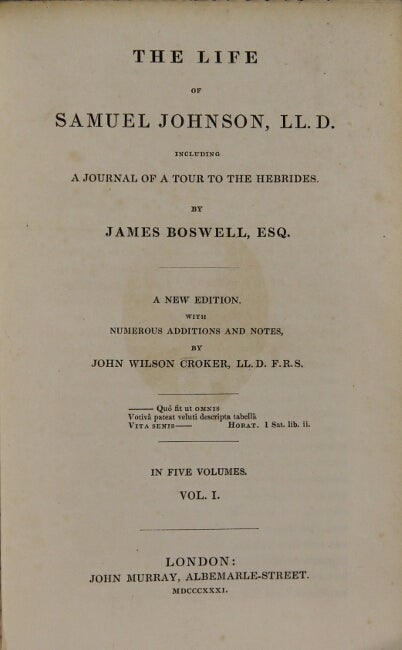 THE LIFE
OF
SAMUEL JOHNSON, LL. D.
INCLUDING
A JOURNAL OF A TOUR TO THE HEBRIDES.
BY
JAMES BOSWELL, ESQ.
A NEW EDITION.
WITH
NUMEROUS ADDITIONS AND NOTES,
BY
JOHN WILSON CROKER, LL. D. F. R. S.
—— Quô fit ut OMNIS
Votivâ pateat veluti descripta tabellâ
VITA SENIS—— HORAT. 1 Sat. lib. ii.
IN FIVE VOLUMES.
VOL. I.
LONDON:
JOHN MURRAY, ALBEMARLE-STREET.
MDCCCXXXI.